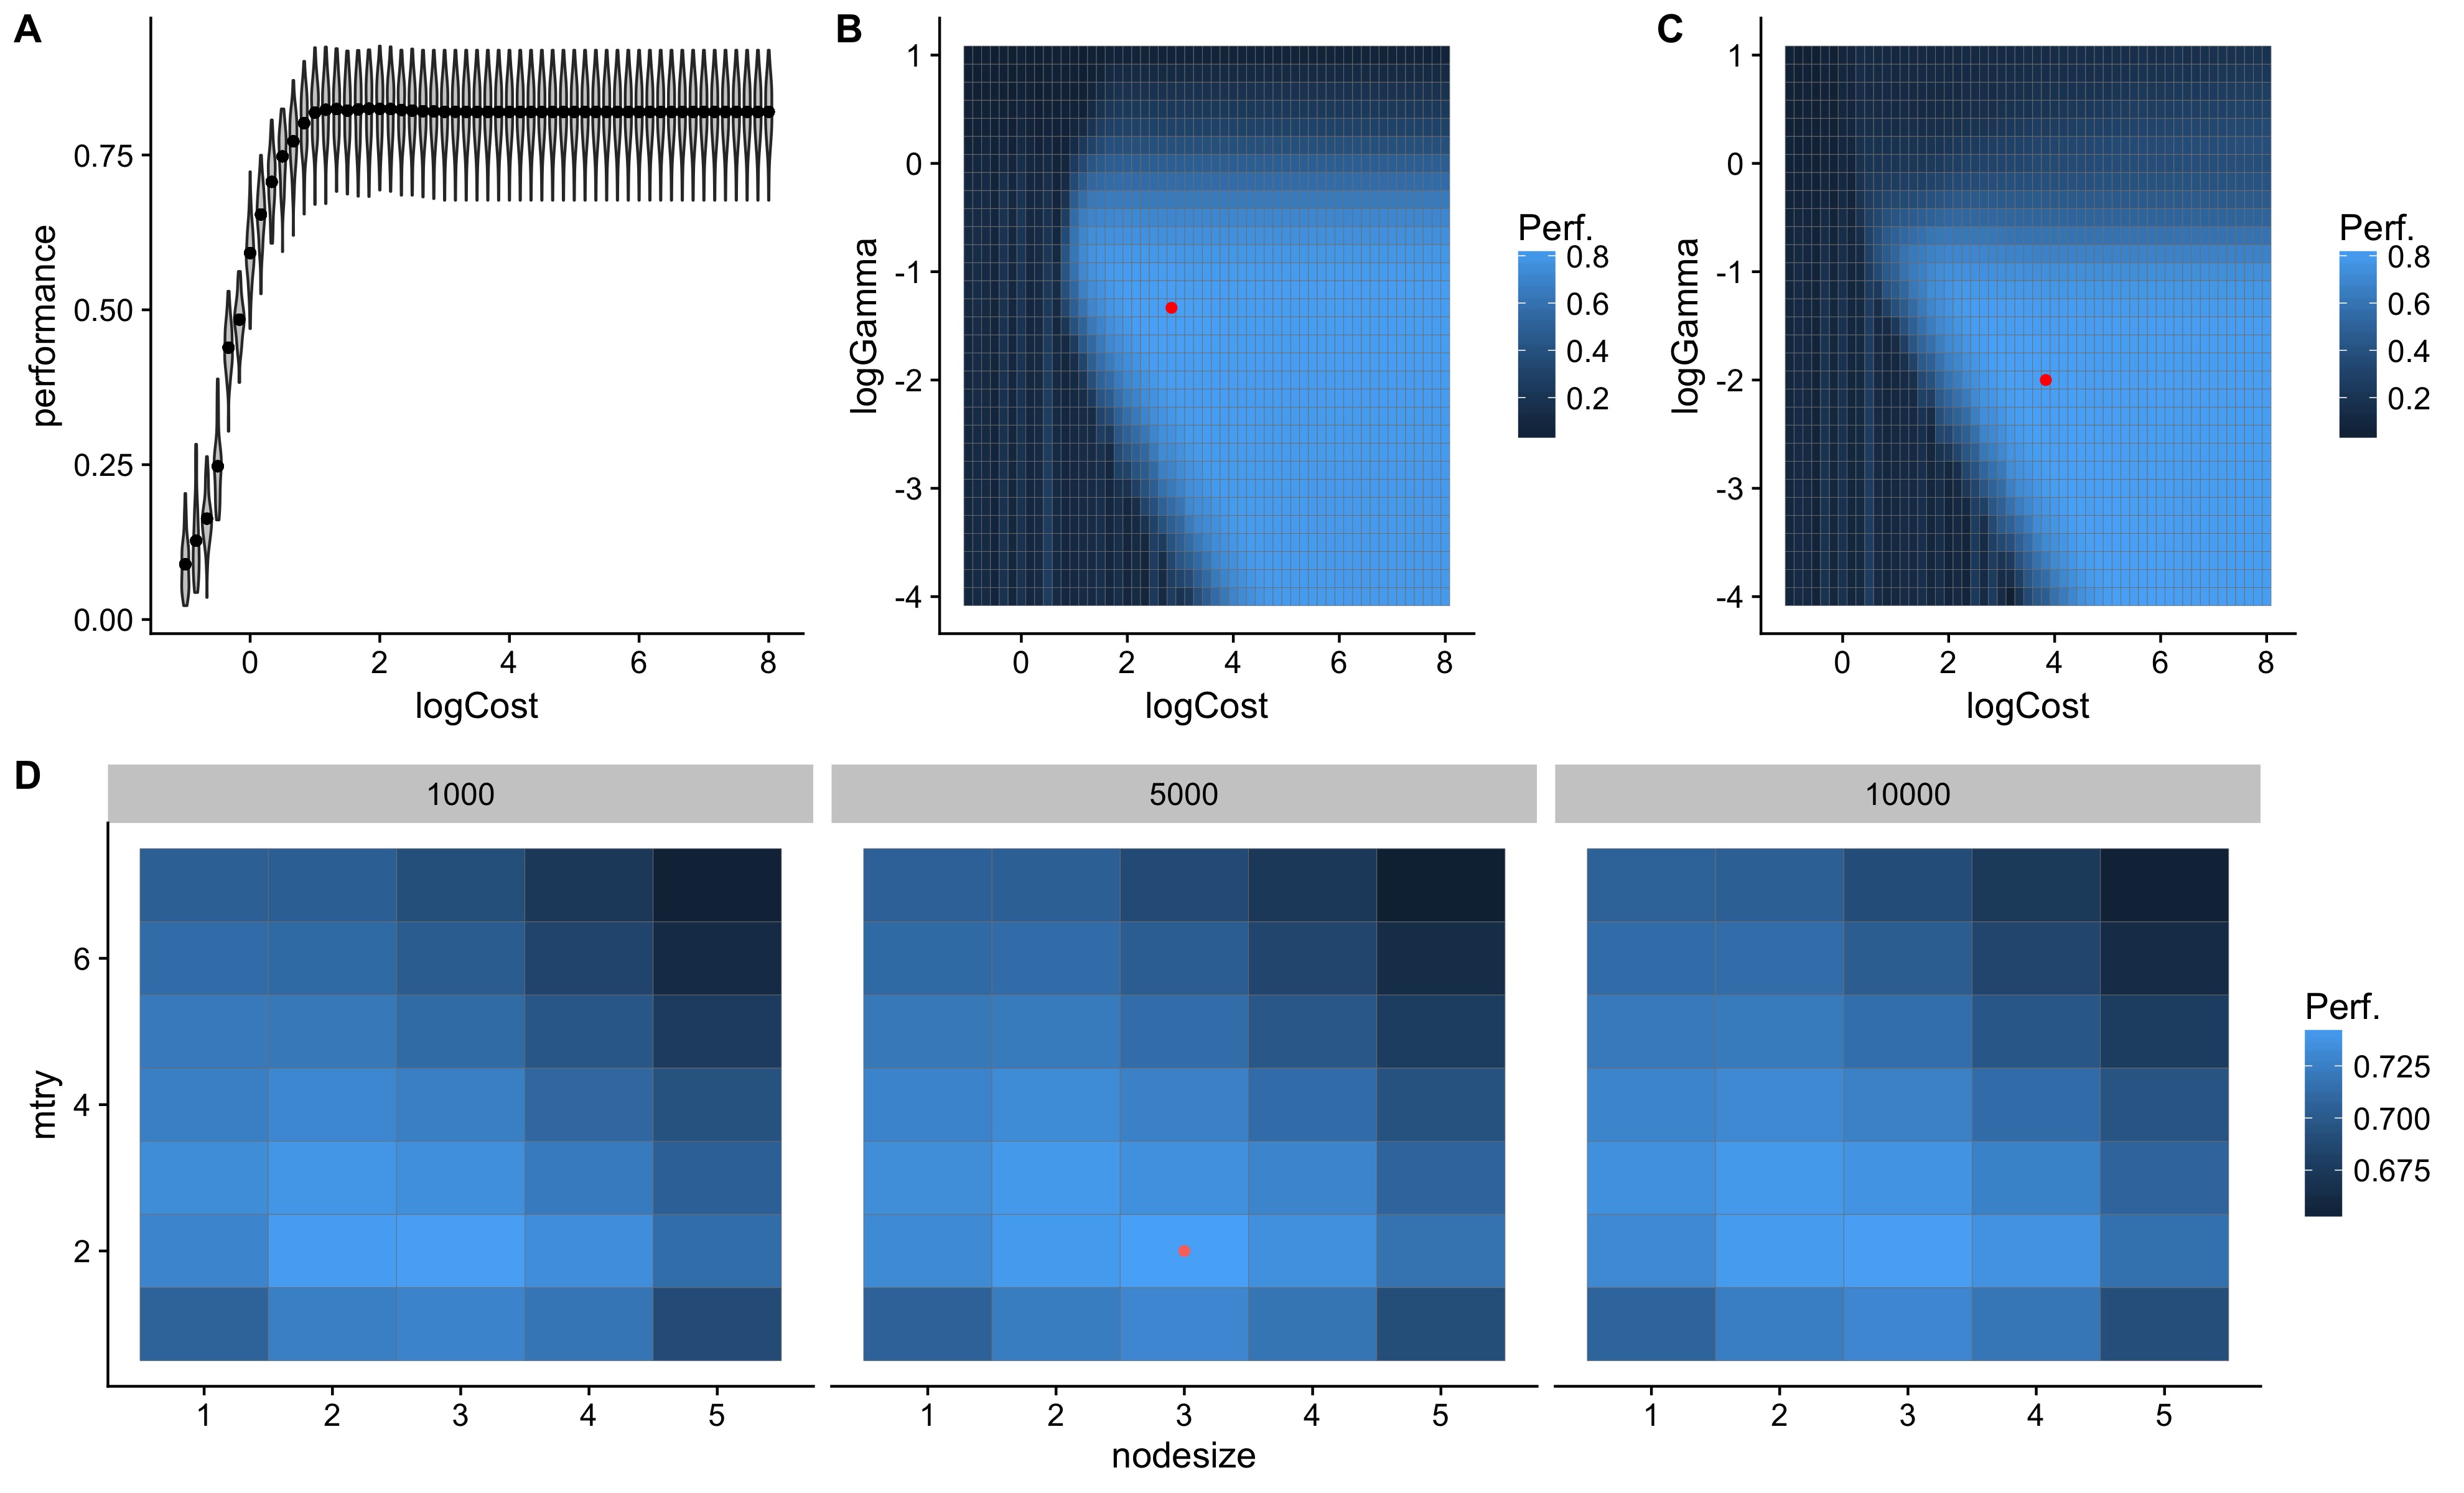 A
performance
0.75
0.50
0.25
0.00
0 2 4 6 8
logCost
B
logGamma
1
0
-1
-2
-3
-4
0 2 4 6 8
logCost
Perf.
0.8
0.6
0.4
0.2
C
logGamma
1
0
-1
-2
-3
-4
0 2 4 6 8
logCost
Perf.
0.8
0.6
0.4
0.2
D
1000 5000 10000
mtry
6
4
2
1 2 3 4 5 1 2 3 4 5 1 2 3 4 5
nodesize
Perf.
0.725
0.700
0.675